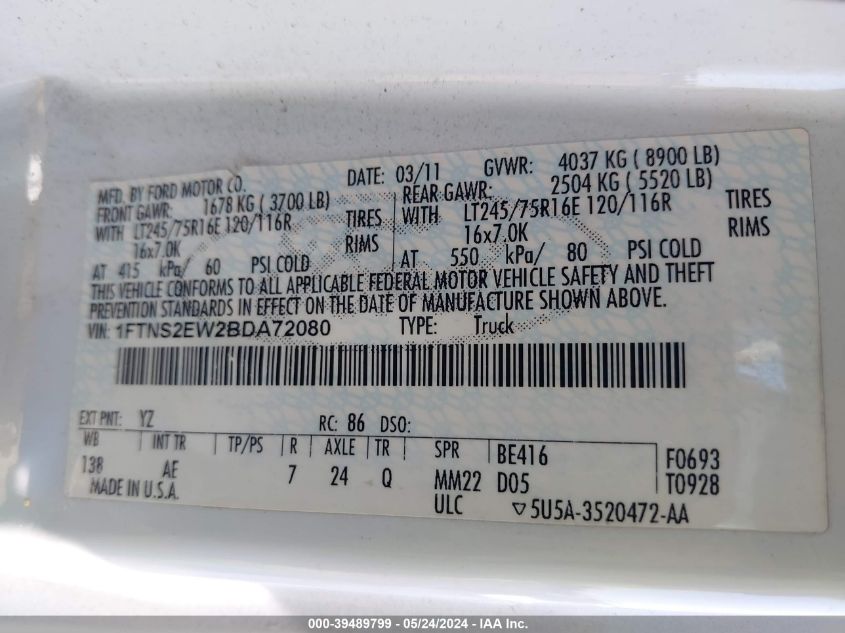 MFD. BY FORD MOTOR CO.
DATE: 03/11 GVWR: 4037 KG ( 8900 LB)
FRONT GAWR: 1678 KG ( 3700 LB) REAR GAWR: 2504 KG ( 5520 LB)
WITH LT245/75R16E 120/116R TIRES WITH LT245/75R16E 120/116R TIRES
16x7.0K RIMS 16x7.0K RIMS
AT 415 kPa/ 60 PSI COLD AT 550 kPa/ 80 PSI COLD
THIS VEHICLE CONFORMS TO ALL APPLICABLE FEDERAL MOTOR VEHICLE SAFETY AND THEFT
PREVENTION STANDARDS IN EFFECT ON THE DATE OF MANUFACTURE SHOWN ABOVE.
VIN: 1FTNS2EW2BDA72080 TYPE: Truck
EXT PNT: YZ RC: 86 DSO:
WB INT TR TP/PS R AXLE TR SPR BE416 F0693
138 AE 7 24 Q MM22 D05 T0928
MADE IN U.S.A. ULC ▽5U5A-3520472-AA
000-39489799 - 05/24/2024 - IAA Inc.